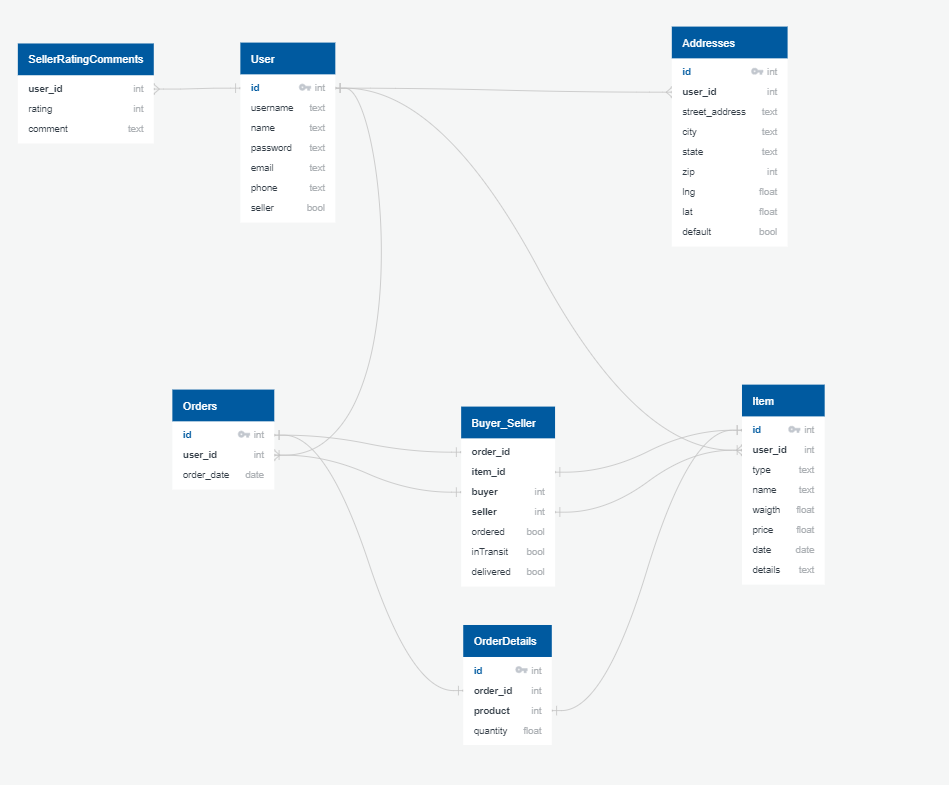 SellerRatingComments
user_id int
rating int
comment text
User
id int
username text
name text
password text
email text
phone text
seller bool
Addresses
id int
user_id int
street_address text
city text
state text
zip int
lng float
lat float
default bool
Orders
id int
user_id int
order_date date
Buyer_Seller
order_id
item_id
buyer int
seller int
ordered bool
inTransit bool
delivered bool
Item
id int
user_id int
type text
name text
waigth float
price float
date date
details text
OrderDetails
id int
order_id int
product int
quantity float